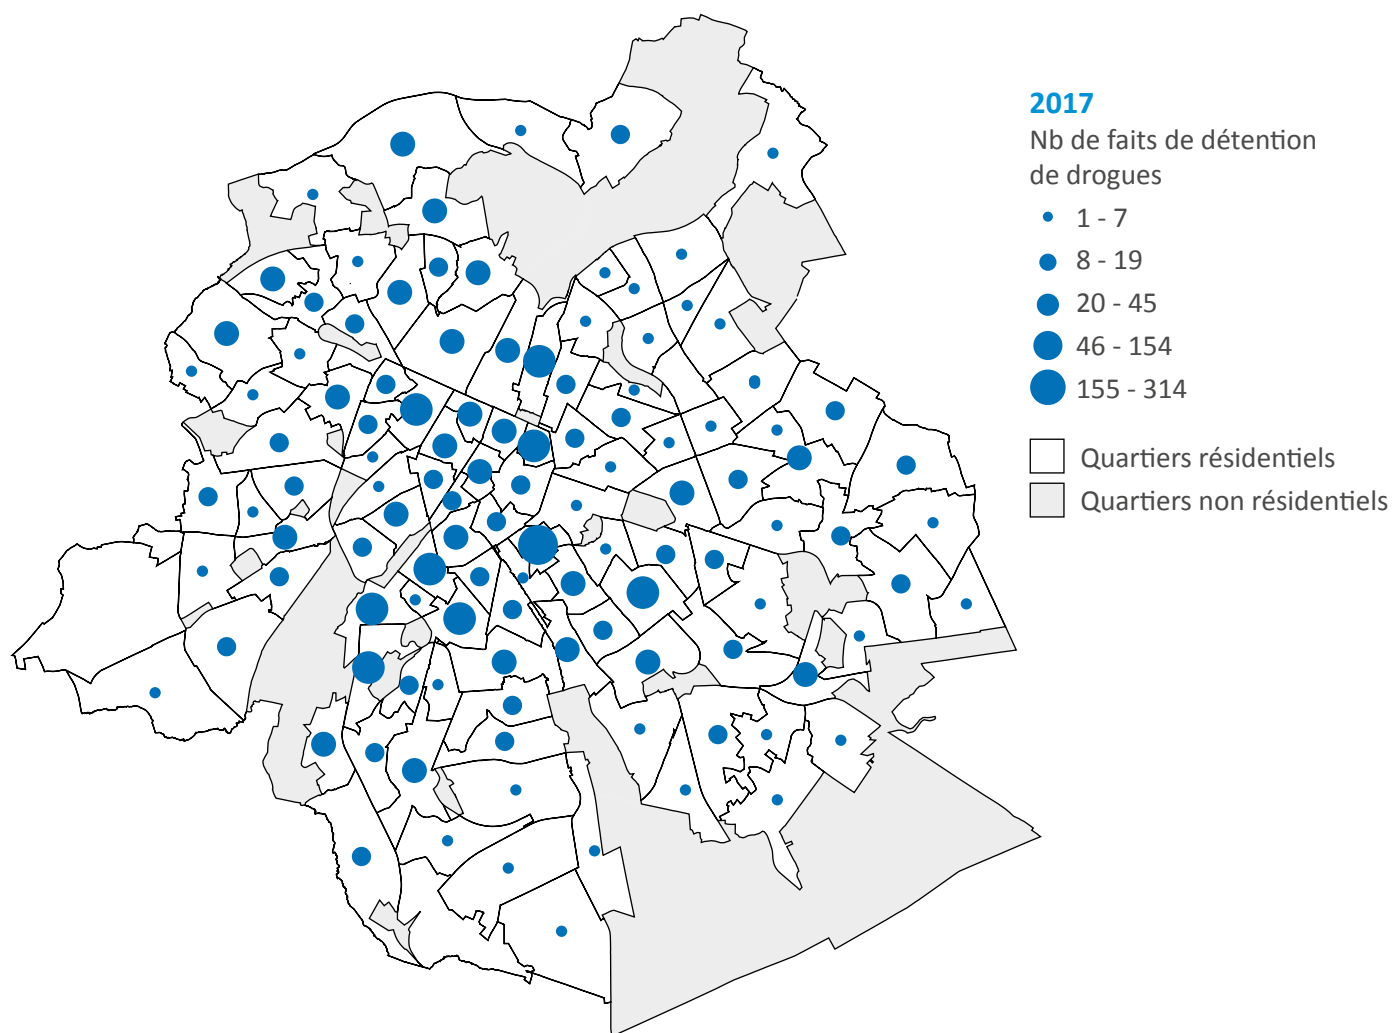 2017
Nb de faits de détention
de drogues
1 - 7
8 - 19
20 - 45
46 - 154
155 - 314
Quartiers résidentiels
Quartiers non résidentiels